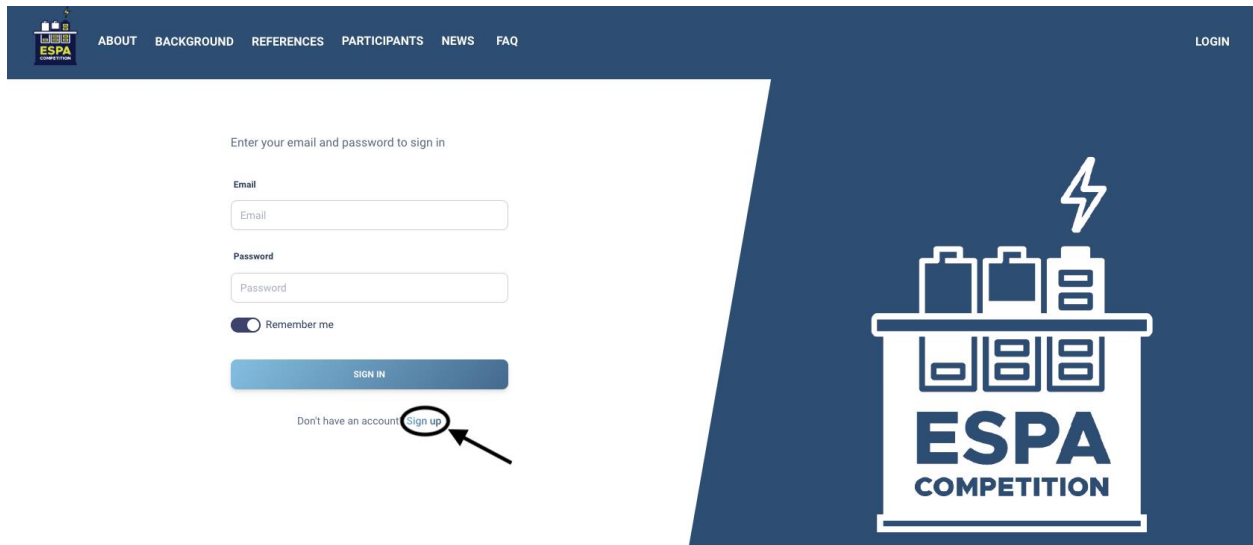 ESPA
COMPETITION
ABOUT BACKGROUND REFERENCES PARTICIPANTS NEWS FAQ
LOGIN
Enter your email and password to sign in
Email
Email
Password
Password
Remember me
SIGN IN
Don't have an account Sign up
ESPA
COMPETITION